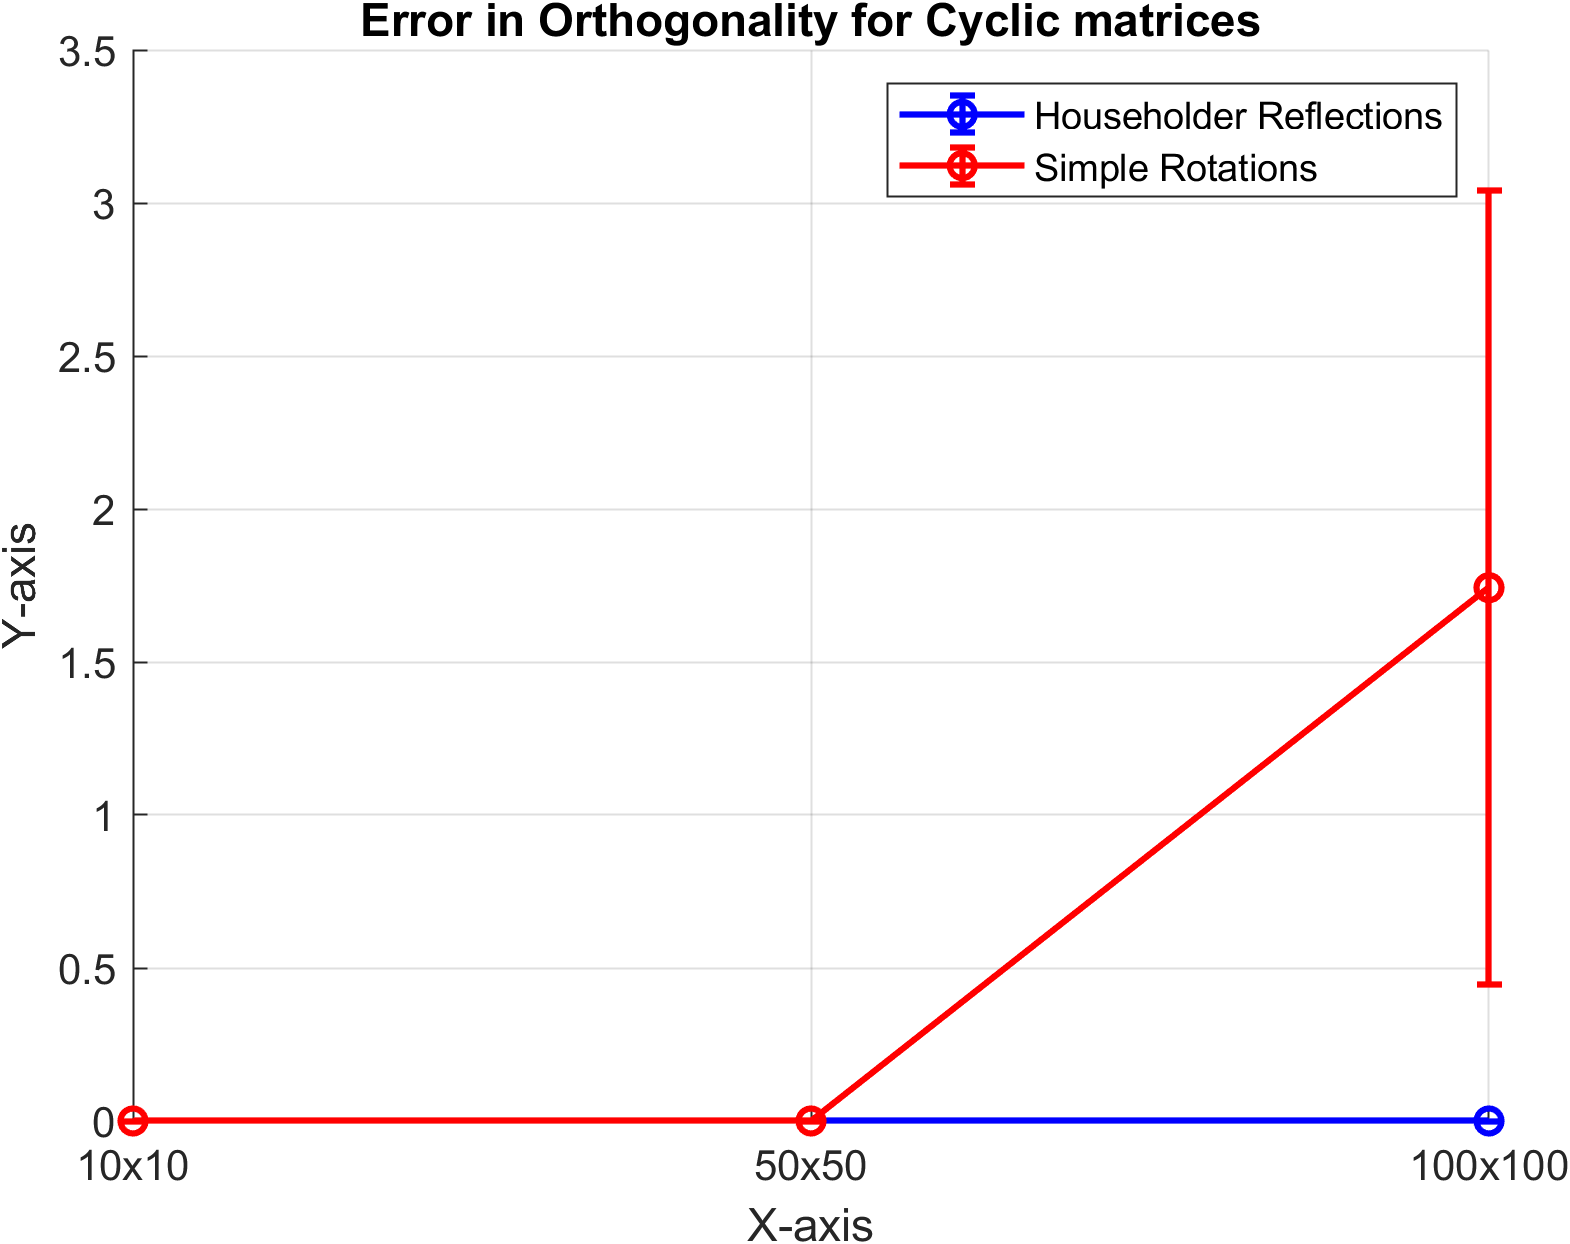 Error in Orthogonality for Cyclic matrices
3.5
3
2.5
2
1.5
1
0.5
0
Y-axis
Householder Reflections
Simple Rotations
10x10
50x50
100x100
X-axis